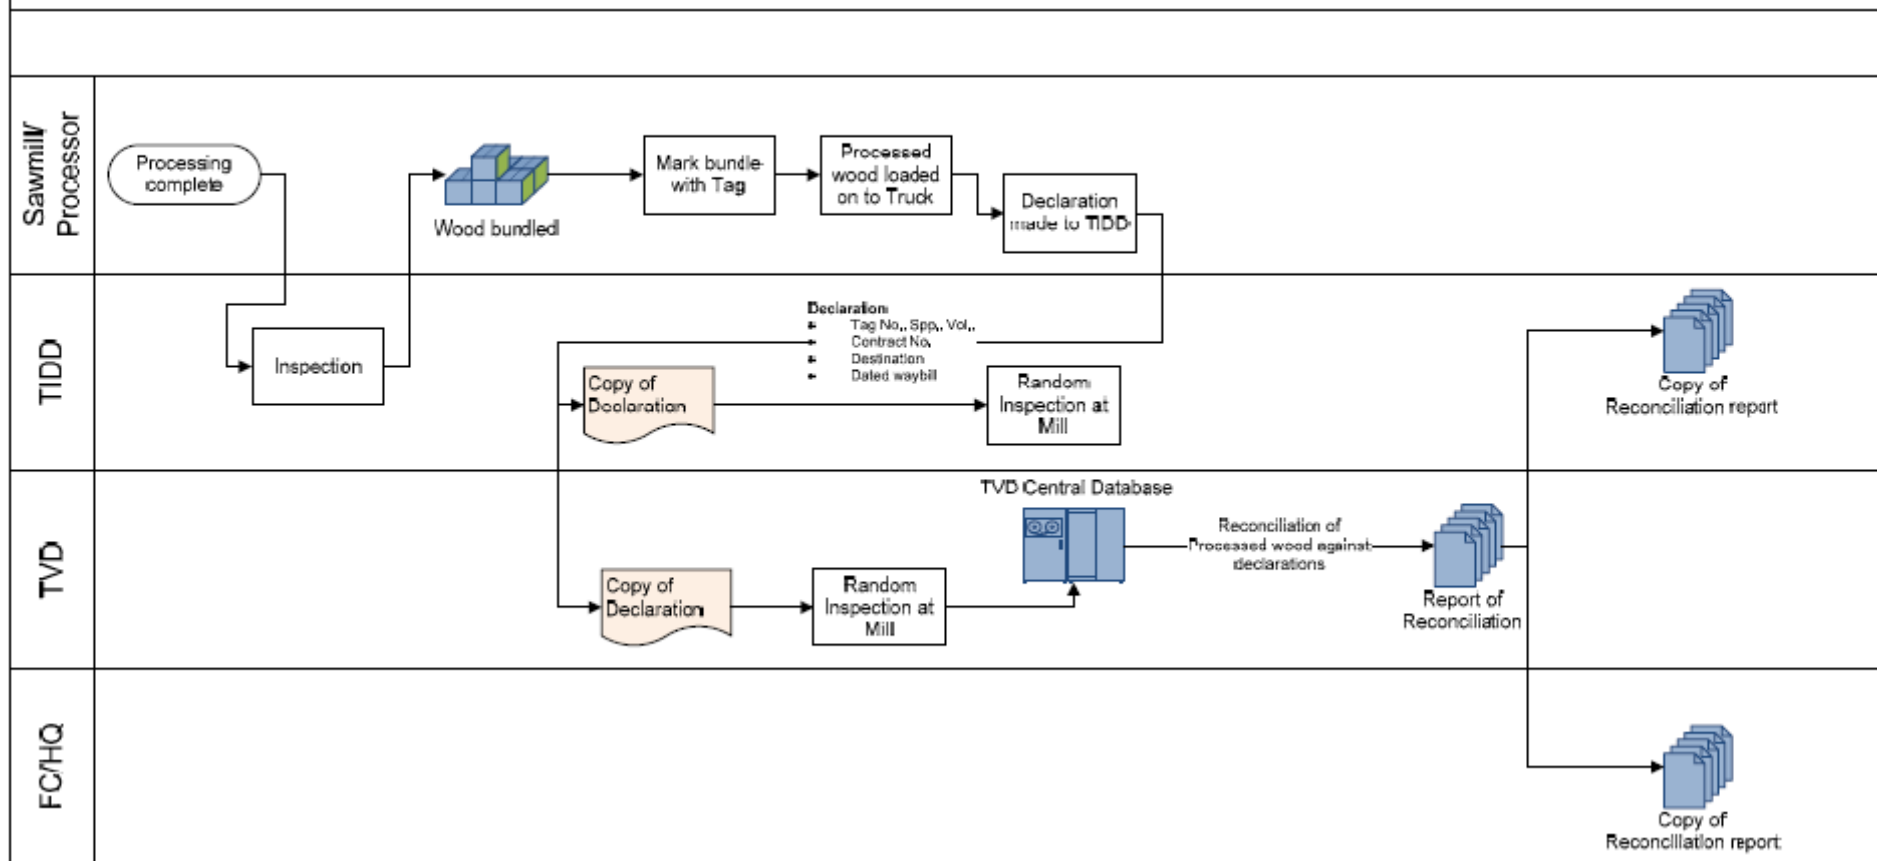 Sawmill/
Processor
Processing
complete
Wood bundled
Mark bundle
with Tag
Processed
wood loaded
on to Truck
Declaration
made to TIDD
TIDD
Inspection
Declaration
Tag No., Spp., Vol.,
Contract No.
Destination
Dated waybill
Copy of
Declaration
Random
Inspection at
Mill
Copy of
Reconciliation report
TVD
Copy of
Declaration
Random
Inspection at
Mill
TVD Central Database
Reconciliation of
Processed wood against
declarations
Report of
Reconciliation
FC/HQ
Copy of
Reconciliation report